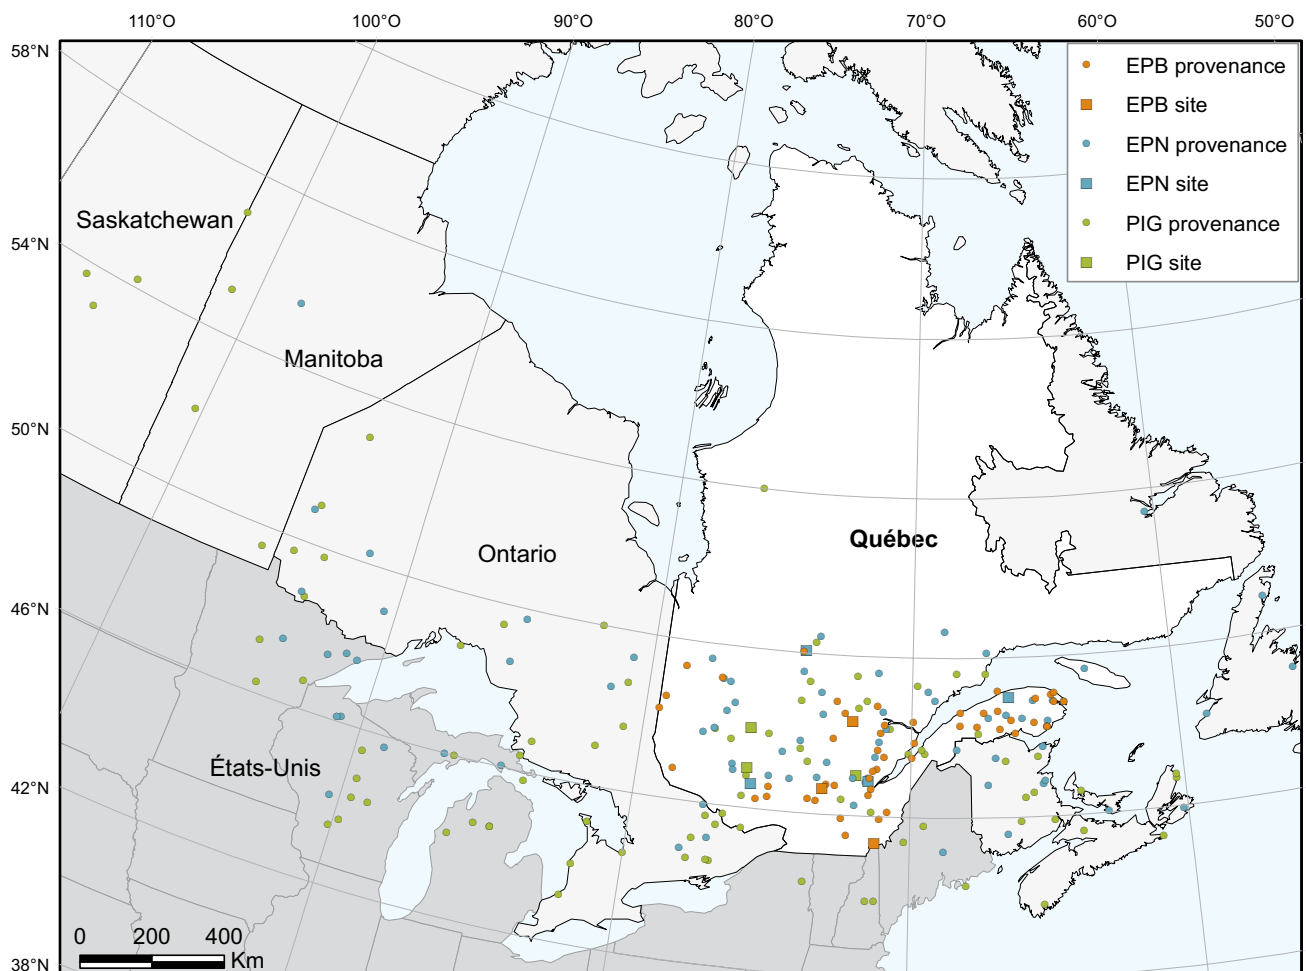 110°O 100°O 90°O 80°O 70°O 60°O 50°O
58°N
EPB provenance
EPB site
EPN provenance
EPN site
PIG provenance
PIG site
Saskatchewan
54°N
Manitoba
50°N
Québec
Ontario
46°N
États-Unis
42°N
0 200 400
Km
38°N